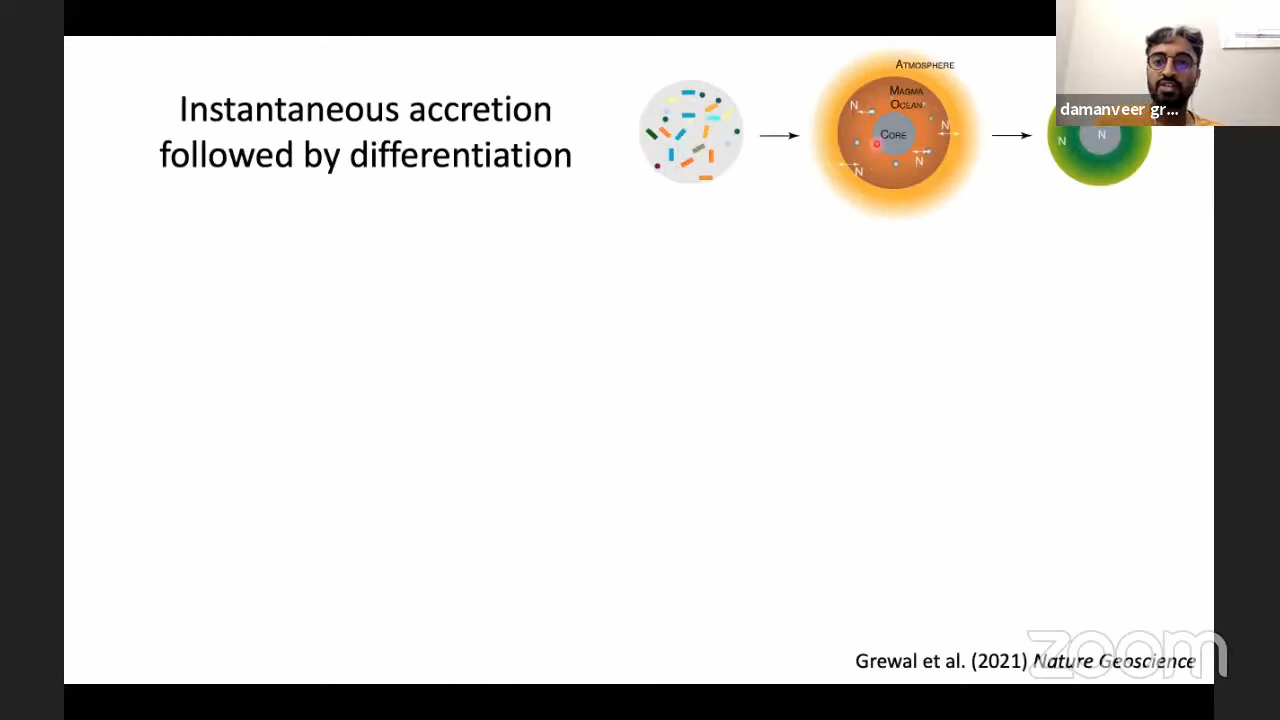 Instantaneous accretion
followed by differentiation
ATMOSPHERE
MAGMA
OCEAN
CORE
N
N
N
N
N
N
damanveer gr...
Grewal et al. (2021) Nature Geoscience
zoom